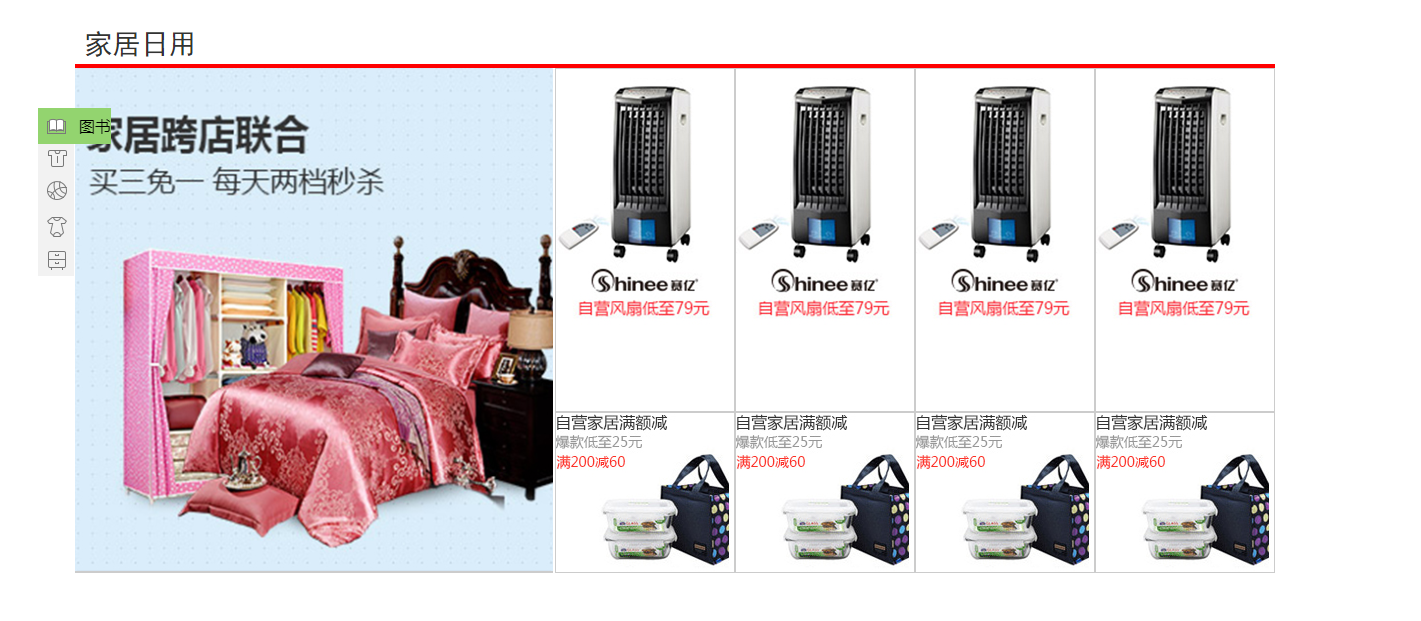 家居日用
图书
家居跨店联合
买三免一 每天两档秒杀
Shinee 赛亿
自营风扇低至79元
Shinee 赛亿
自营风扇低至79元
Shinee 赛亿
自营风扇低至79元
Shinee 赛亿
自营风扇低至79元
自营家居满额减
爆款低至25元
满200减60
自营家居满额减
爆款低至25元
满200减60
自营家居满额减
爆款低至25元
满200减60
自营家居满额减
爆款低至25元
满200减60